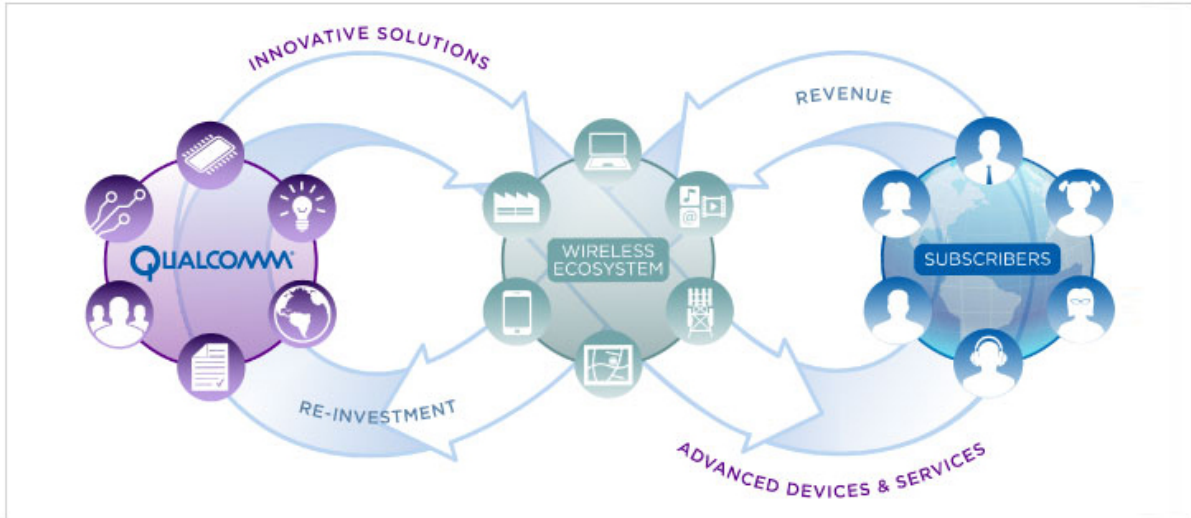 INNOVATIVE SOLUTIONS
REVENUE
QUALCOMM®
WIRELESS
ECOSYSTEM
SUBSCRIBERS
@
RE-INVESTMENT
ADVANCED DEVICES & SERVICES